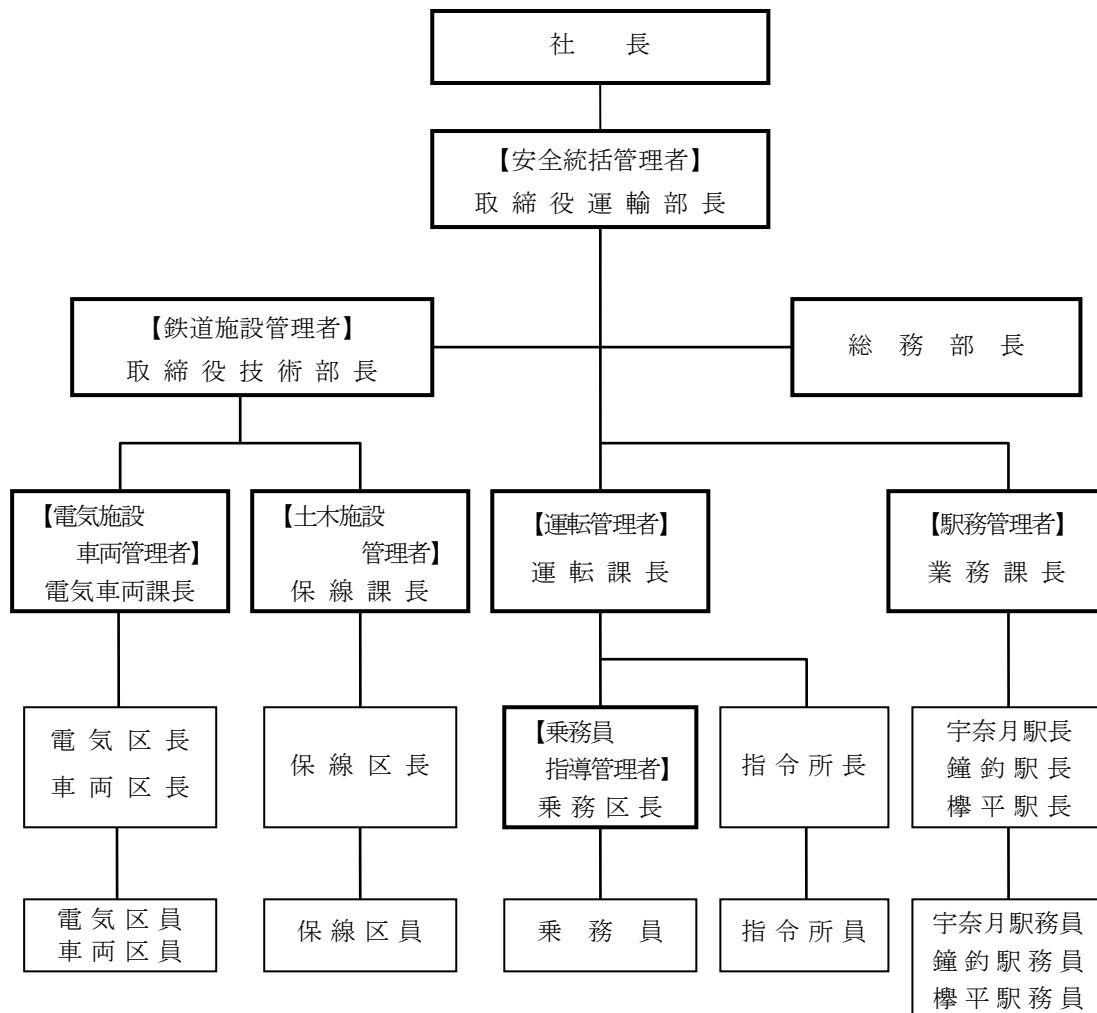 社長
【安全統括管理者】
取締役運輸部長
【鉄道施設管理者】
取締役技術部長
総務部長
【電気施設
車両管理者】
電気車両課長
【土木施設
管理者】
保線課長
【運転管理者】
運転課長
【駅務管理者】
業務課長
電気区長
車両区長
保線区長
【乗務員
指導管理者】
乗務区長
指令所長
宇奈月駅長
鐘釣駅長
欅平駅長
電気区員
車両区員
保線区員
乗務員
指令所員
宇奈月駅務員
鐘釣駅務員
欅平駅務員